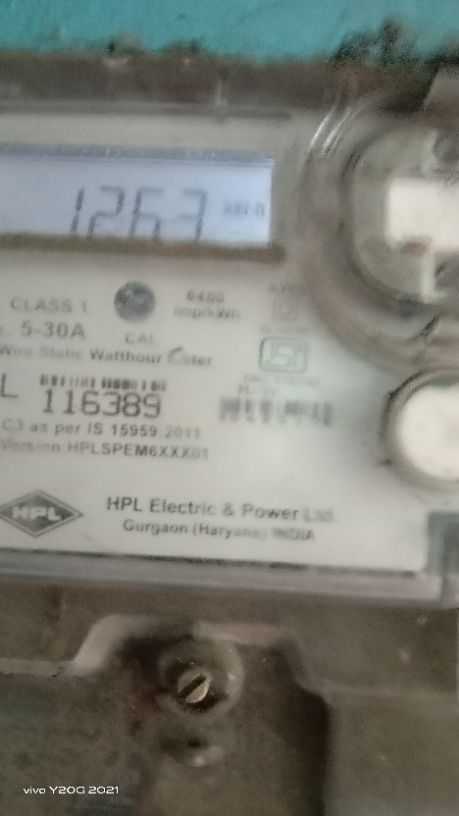 1263 kWh
CLASS 1
6400
imp/kWh
5-30A
CAL
Wire Static Watthour Meter
L 116389
C3 as per IS 15959:2011
Version HPLSPEM6XXX01
HPL
HPL Electric & Power Ltd.
Gurgaon (Haryana) INDIA
vivo Y20G 2021